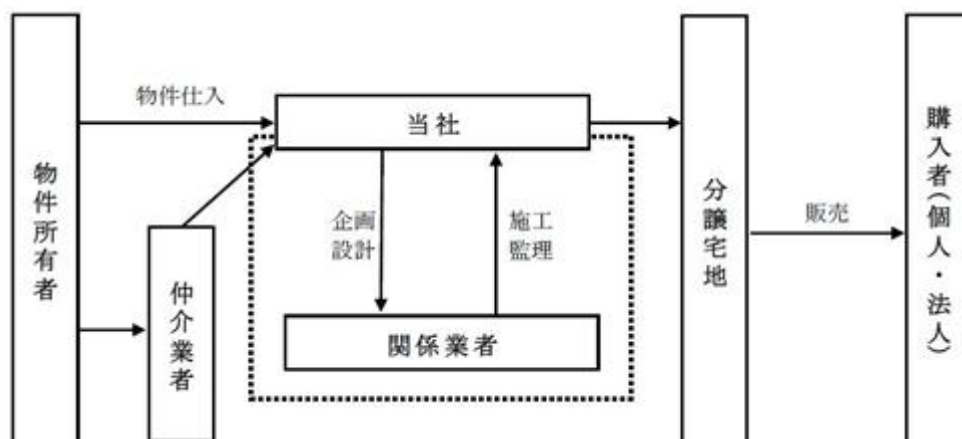 物件所有者
物件仕入
仲介業者
当社
企画
設計
施工
監理
関係業者
分譲宅地
販売
購入者(個人・法人)